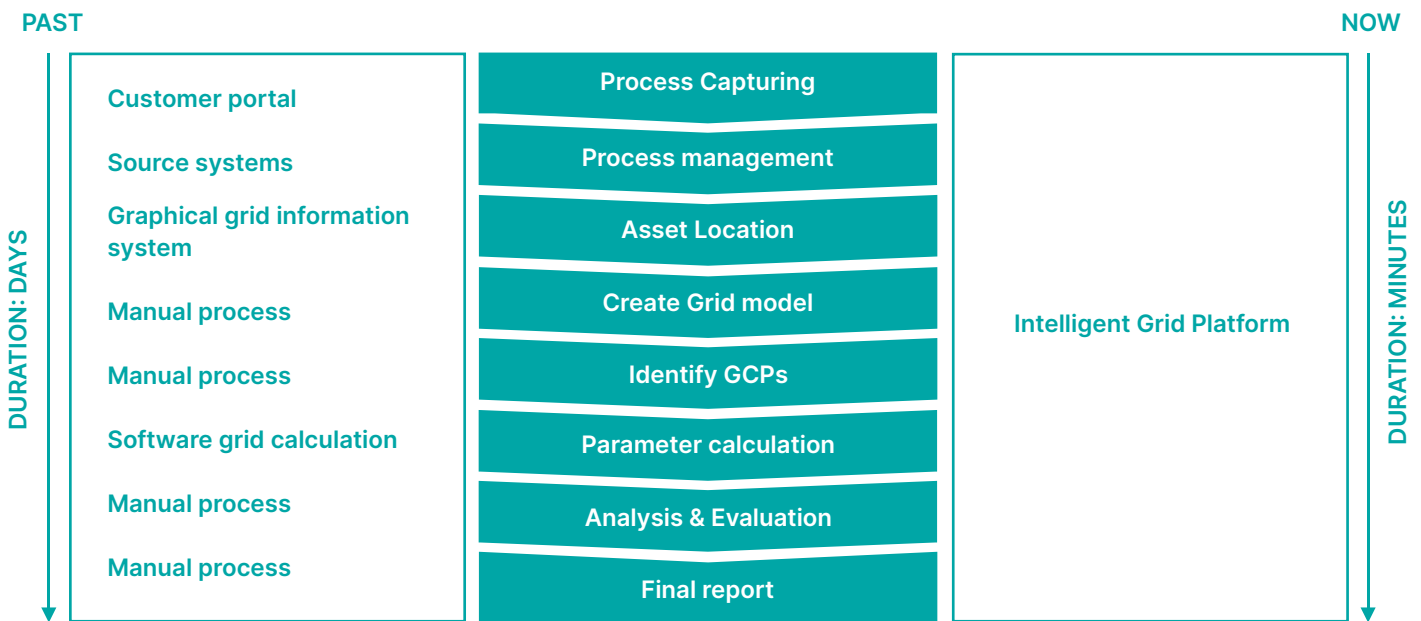 PAST
NOW
DURATION: DAYS
Customer portal
Source systems
Graphical grid information
system
Manual process
Manual process
Software grid calculation
Manual process
Manual process
Process Capturing
Process management
Asset Location
Create Grid model
Identify GCPs
Parameter calculation
Analysis & Evaluation
Final report
Intelligent Grid Platform
DURATION: MINUTES